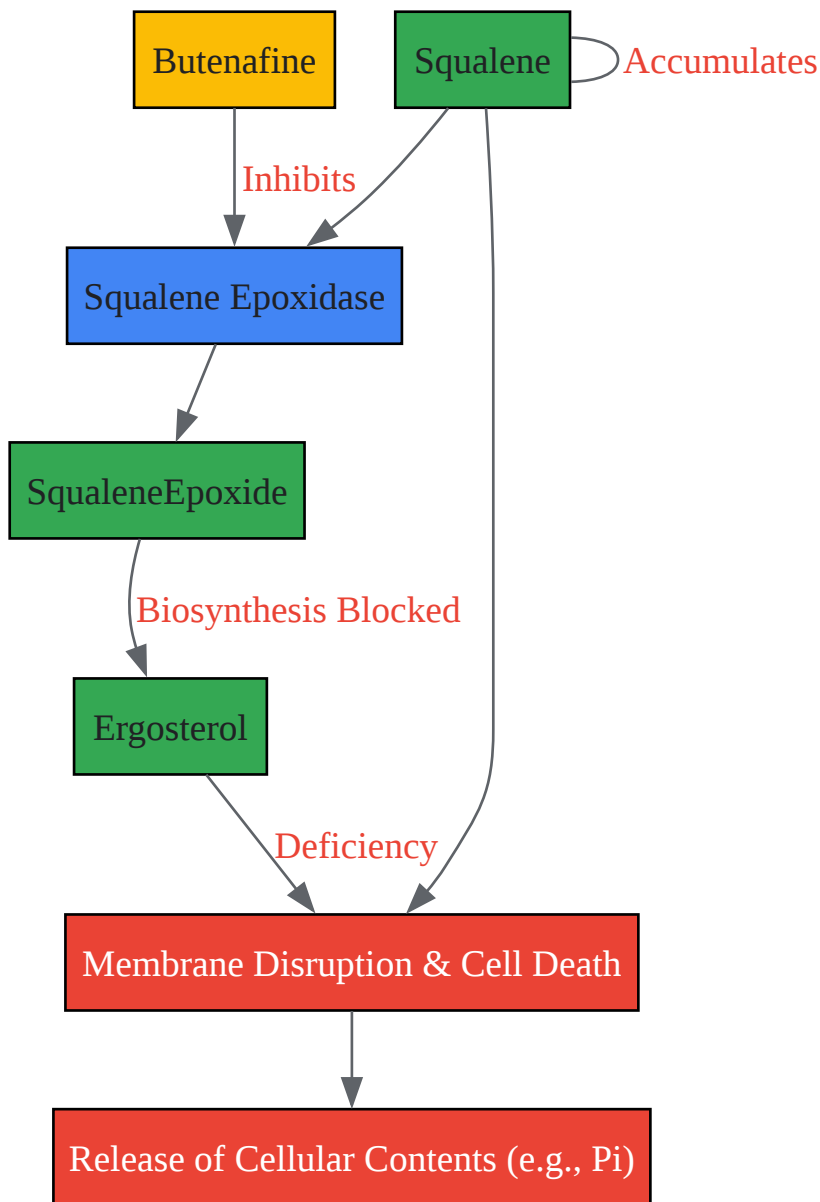 Butenafine
Squalene
Accumulates
Inhibits
Squalene Epoxidase
SqualeneEpoxide
Biosynthesis Blocked
Ergosterol
Deficiency
Membrane Disruption & Cell Death
Release of Cellular Contents (e.g., Pi)